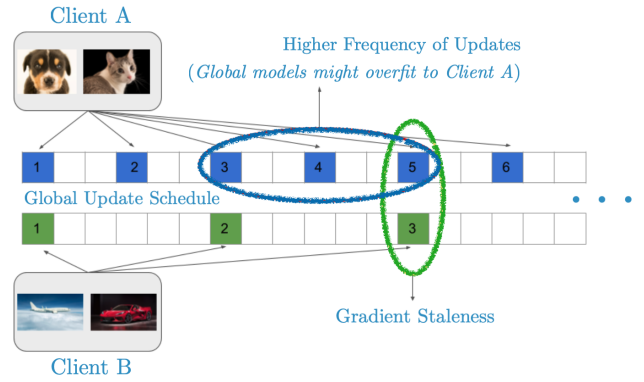 Client A
Higher Frequency of Updates
(Global models might overfit to Client A)
1 2 3 4 5 6
Global Update Schedule
1 2 3
Gradient Staleness
Client B